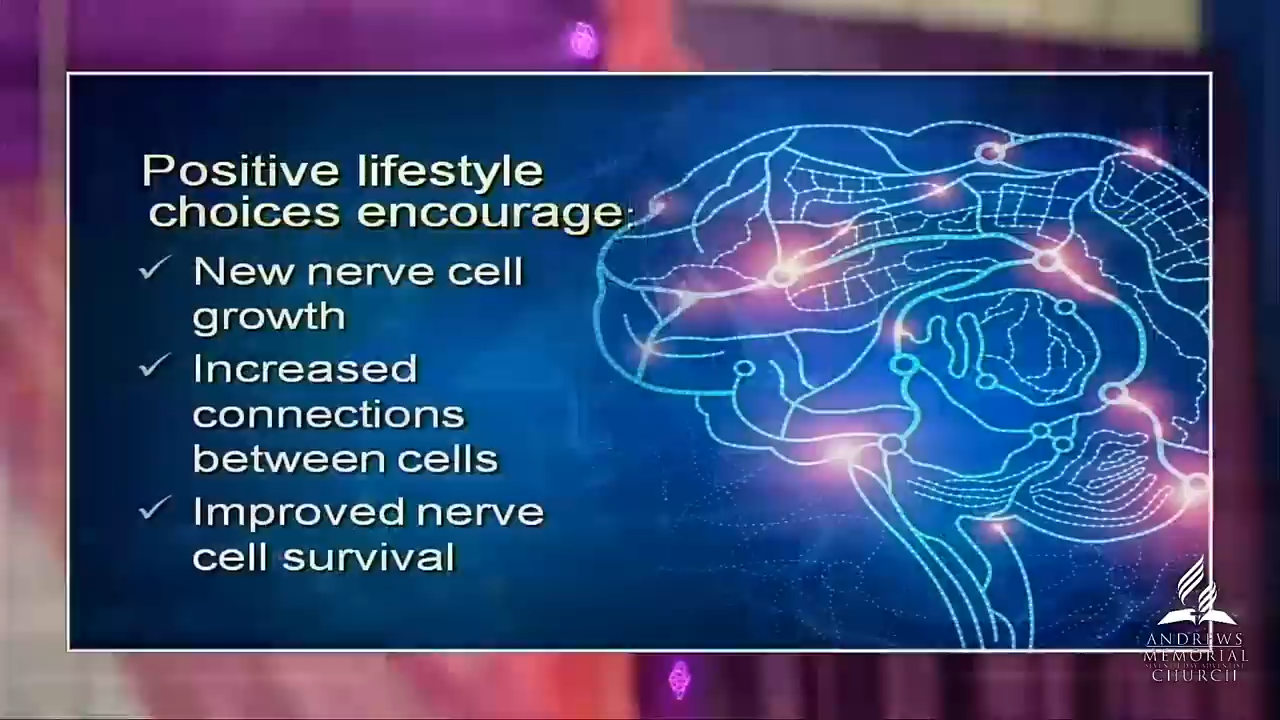 Positive lifestyle
choices encourage:
✓ New nerve cell
growth
✓ Increased
connections
between cells
✓ Improved nerve
cell survival
ANDREWS
MEMORIAL
CHURCH